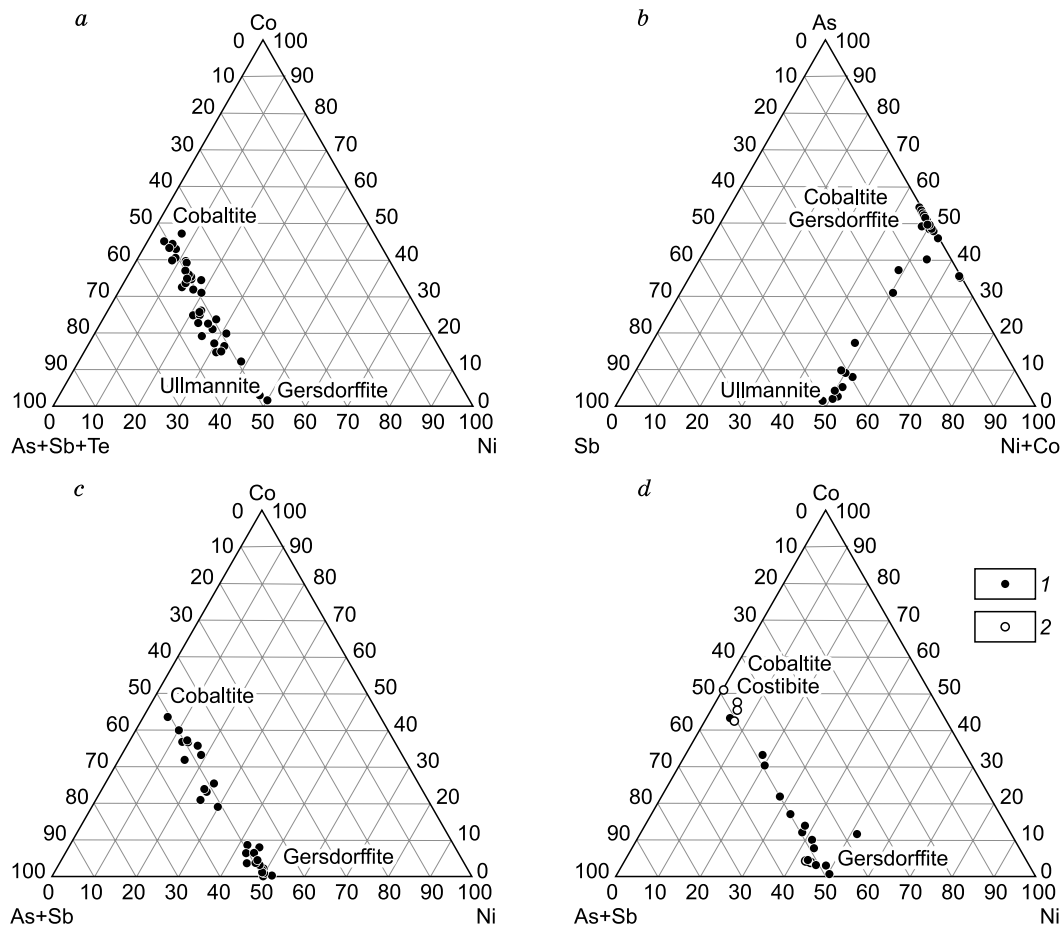 a
Co
0 100
10 90
20 80
30 70
40 60
50 Cobaltite 50
60 40
70 30
80 20
90 Ullmannite Gersdorffite 10
100 0
0 10 20 30 40 50 60 70 80 90 100
As+Sb+Te Ni
b
As
0 100
10 90
20 80
30 70
40 60
Cobaltite
50 Gersdorffite 50
60 40
70 30
80 20
90 Ullmannite 10
100 0
0 10 20 30 40 50 60 70 80 90 100
Sb Ni+Co
c
Co
0 100
10 90
20 80
30 70
40 60
50 Cobaltite 50
60 40
70 30
80 20
90 Gersdorffite 10
100 0
0 10 20 30 40 50 60 70 80 90 100
As+Sb Ni
d
Co
0 100
10 90
20 80
30 70
40 60
Cobaltite
50 Costibite 50
60 40
70 30
80 20
90 Gersdorffite 10
100 0
0 10 20 30 40 50 60 70 80 90 100
As+Sb Ni
1
2